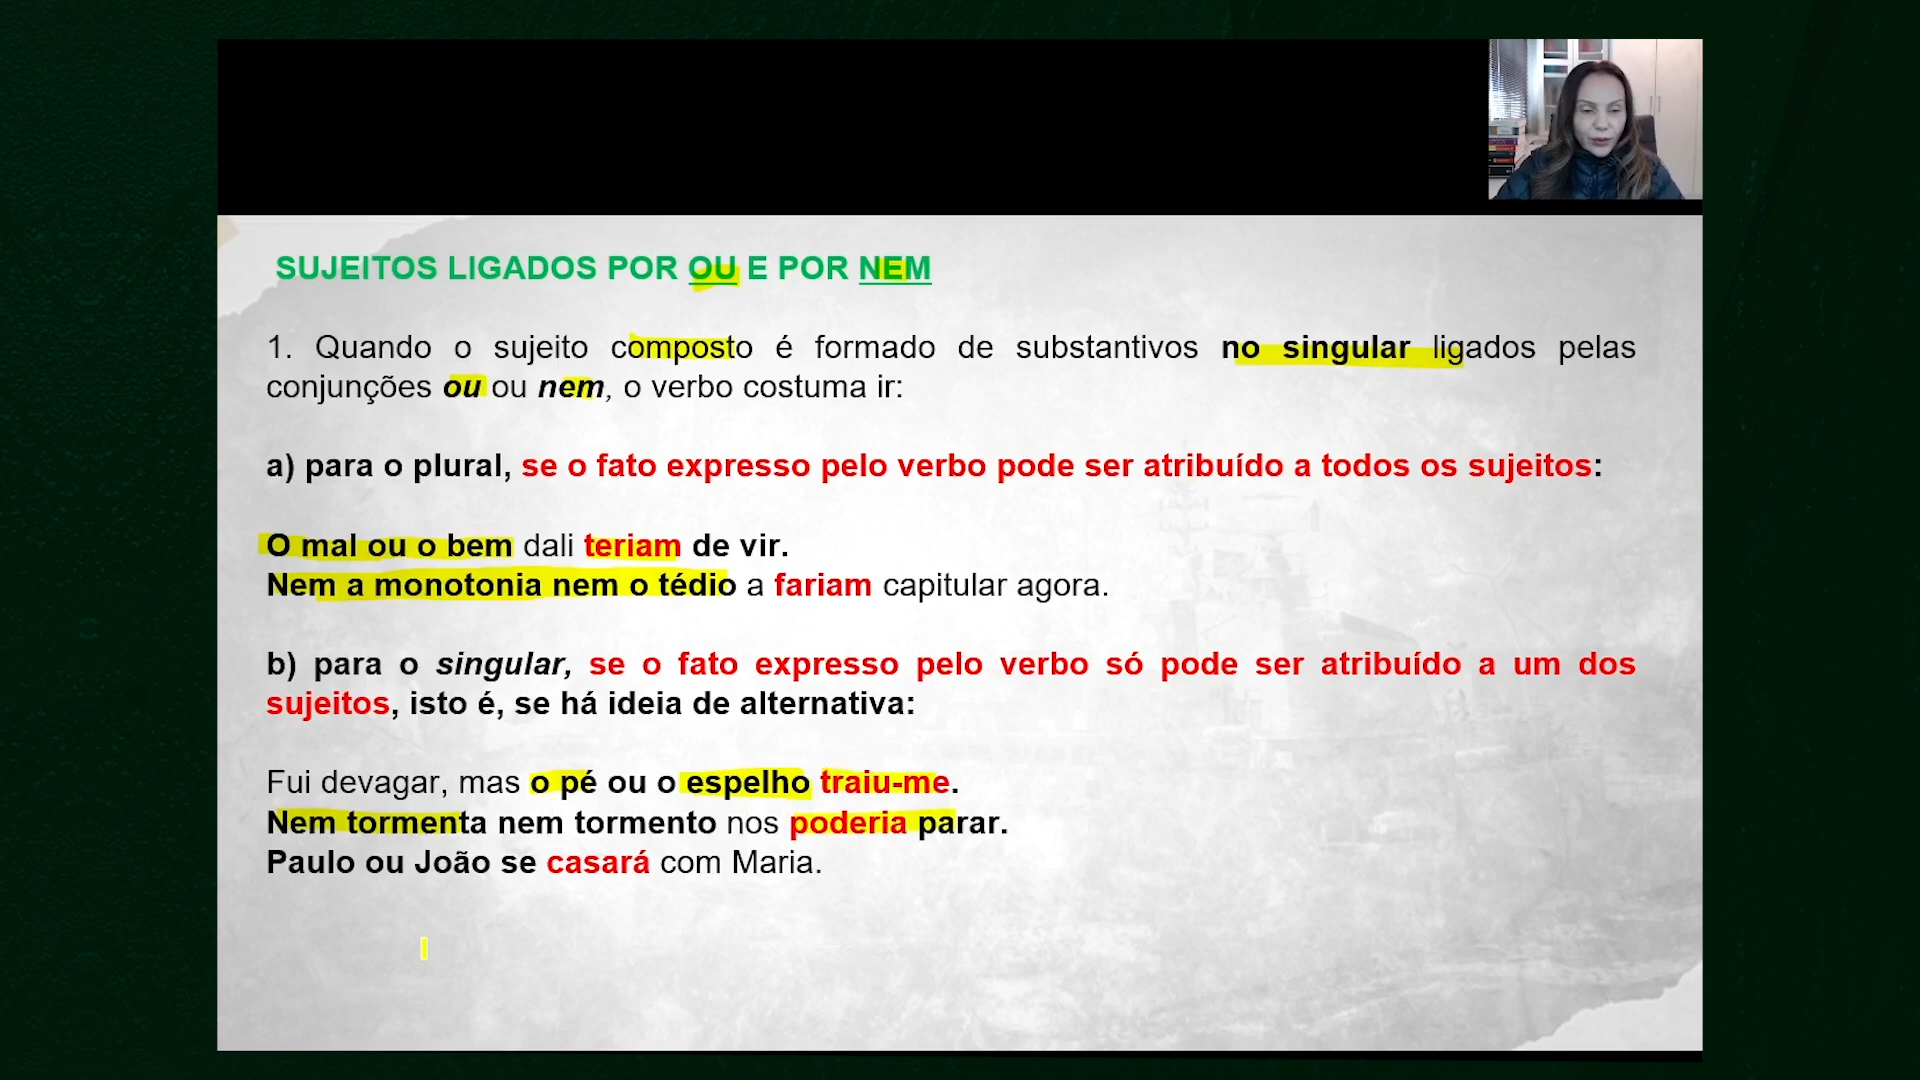 SUJEITOS LIGADOS POR OU E POR NEM
1. Quando o sujeito composto é formado de substantivos no singular ligados pelas
conjunções ou ou nem, o verbo costuma ir:
a) para o plural, se o fato expresso pelo verbo pode ser atribuído a todos os sujeitos:
O mal ou o bem dali teriam de vir.
Nem a monotonia nem o tédio a fariam capitular agora.
b) para o singular, se o fato expresso pelo verbo só pode ser atribuído a um dos
sujeitos, isto é, se há ideia de alternativa:
Fui devagar, mas o pé ou o espelho traiu-me.
Nem tormenta nem tormento nos poderia parar.
Paulo ou João se casará com Maria.